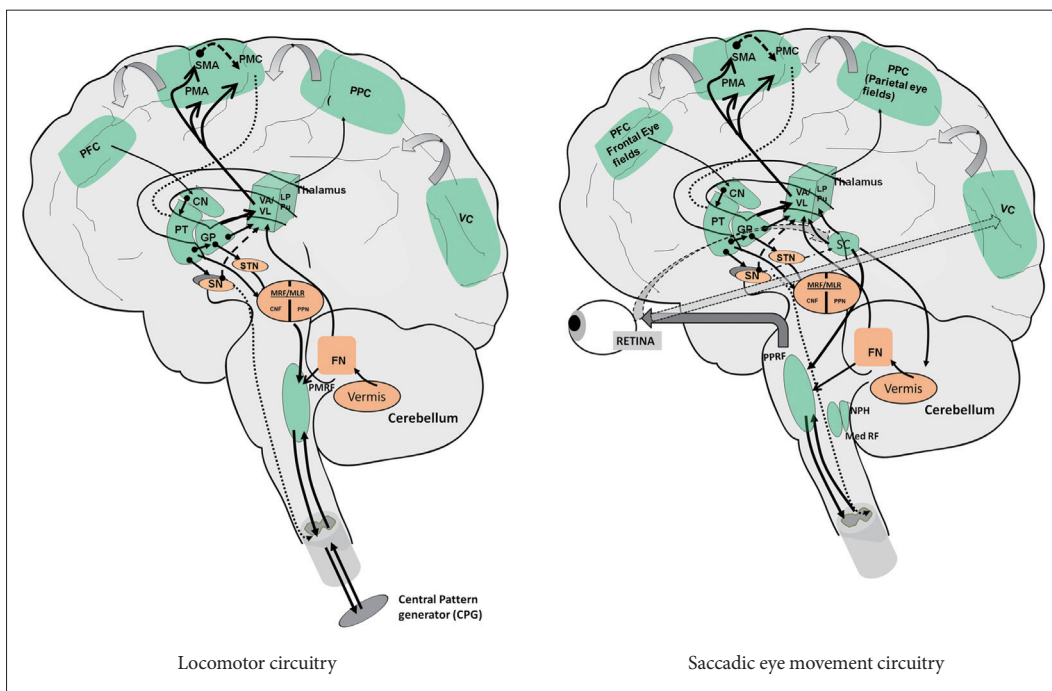 SMA
PMC
PMA
PPC
(
PFC
CN
VA/
VL
LP
Pu
Thalamus
PT
GP
VC
STN
SN
MRF/MLR
CNF
PPN
FN
PMRF
Vermis
Cerebellum
Central Pattern
generator (CPG)
Locomotor circuitry
SMA
PMC
PMA
PPC
(Parietal eye
fields)
PFC
Frontal Eye
fields
CN
VA/
VL
LP
Pu
Thalamus
PT
GP
SC
VC
STN
SN
MRF/MLR
CNF
PPN
RETINA
PPRF
FN
Vermis
Cerebellum
NPH
Med RF
Saccadic eye movement circuitry